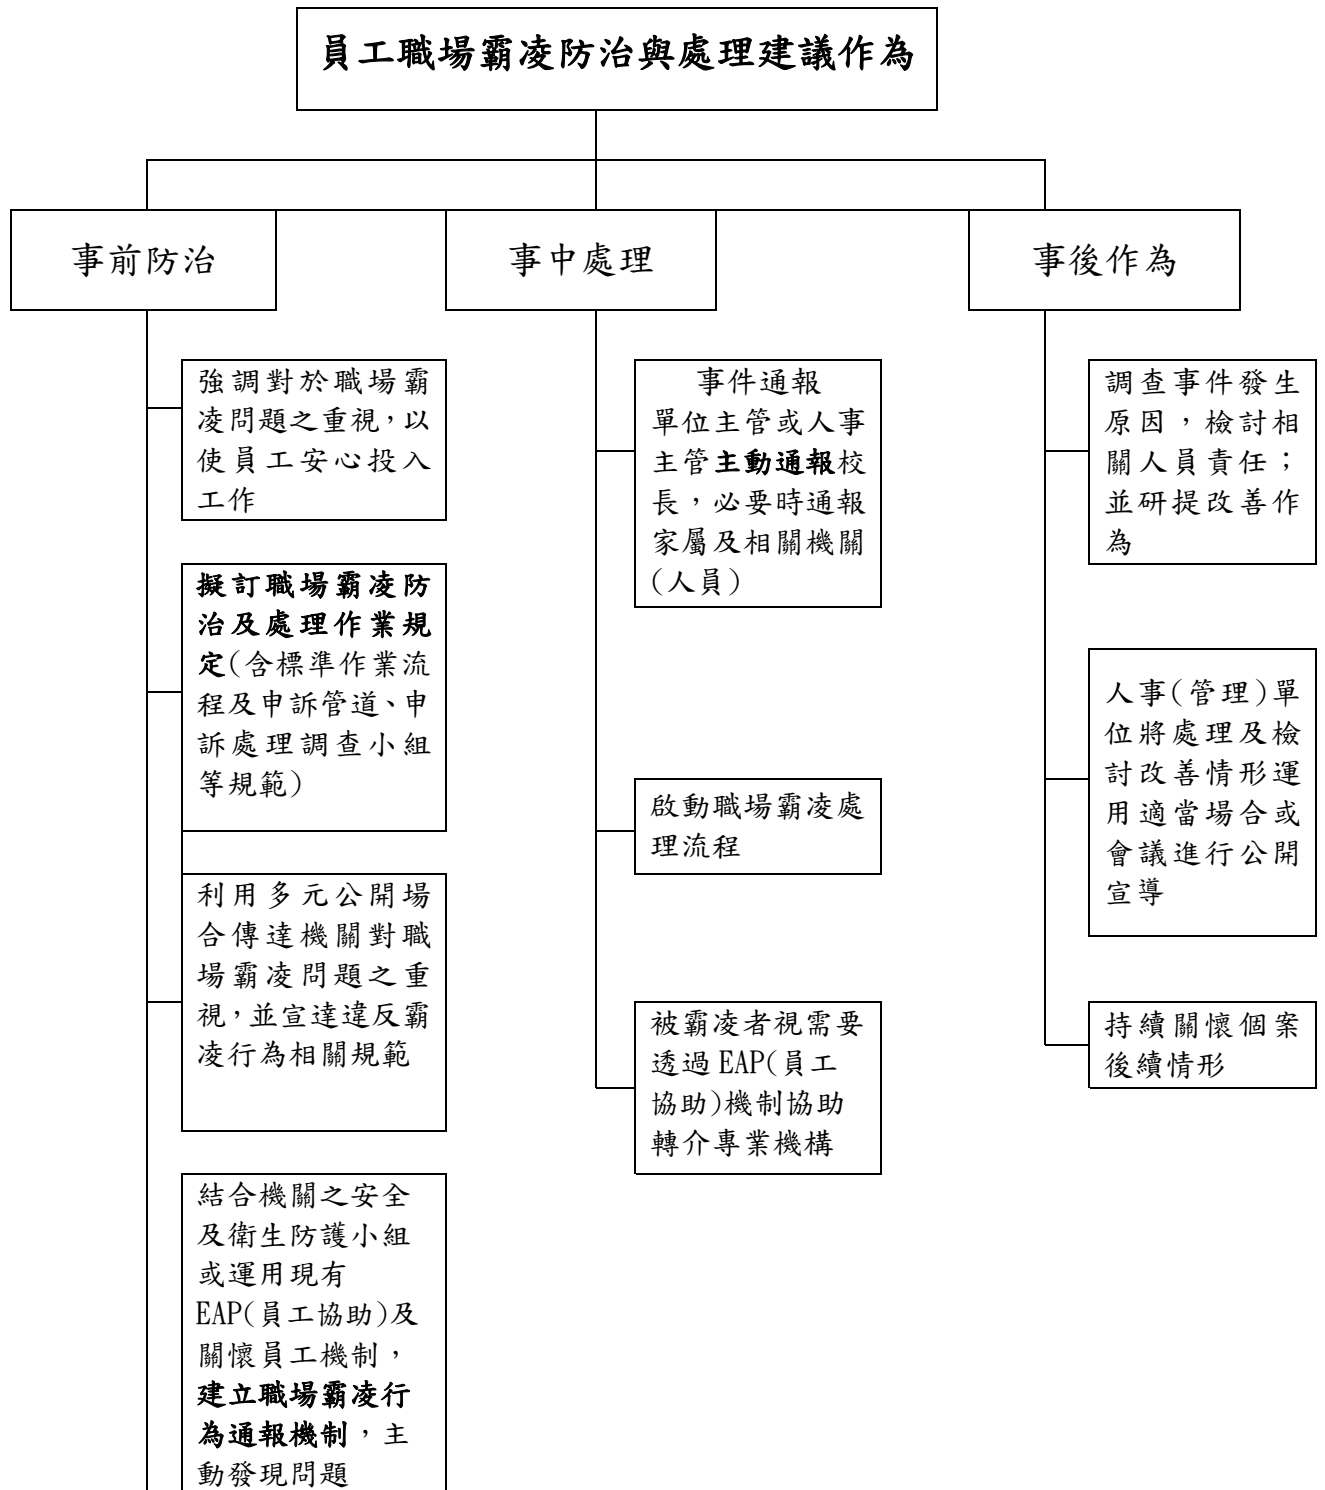 員工職場霸凌防治與處理建議作為
事前防治
事中處理
事後作為
強調對於職場霸
凌問題之重視，以
使員工安心投入
工作
擬訂職場霸凌防
治及處理作業規
定(含標準作業流
程及申訴管道、申
訴處理調查小組
等規範)
利用多元公開場
合傳達機關對職
場霸凌問題之重
視，並宣達違反霸
凌行為相關規範
結合機關之安全
及衛生防護小組
或運用現有
EAP(員工協助)及
關懷員工機制，
建立職場霸凌行
為通報機制，主
動發現問題
事件通報
單位主管或人事
主管主動通報校
長，必要時通報
家屬及相關機關
(人員)
啟動職場霸凌處
理流程
被霸凌者視需要
透過EAP(員工
協助)機制協助
轉介專業機構
調查事件發生
原因，檢討相
關人員責任；
並研提改善作
為
人事(管理)單
位將處理及檢
討改善情形運
用適當場合或
會議進行公開
宣導
持續關懷個案
後續情形